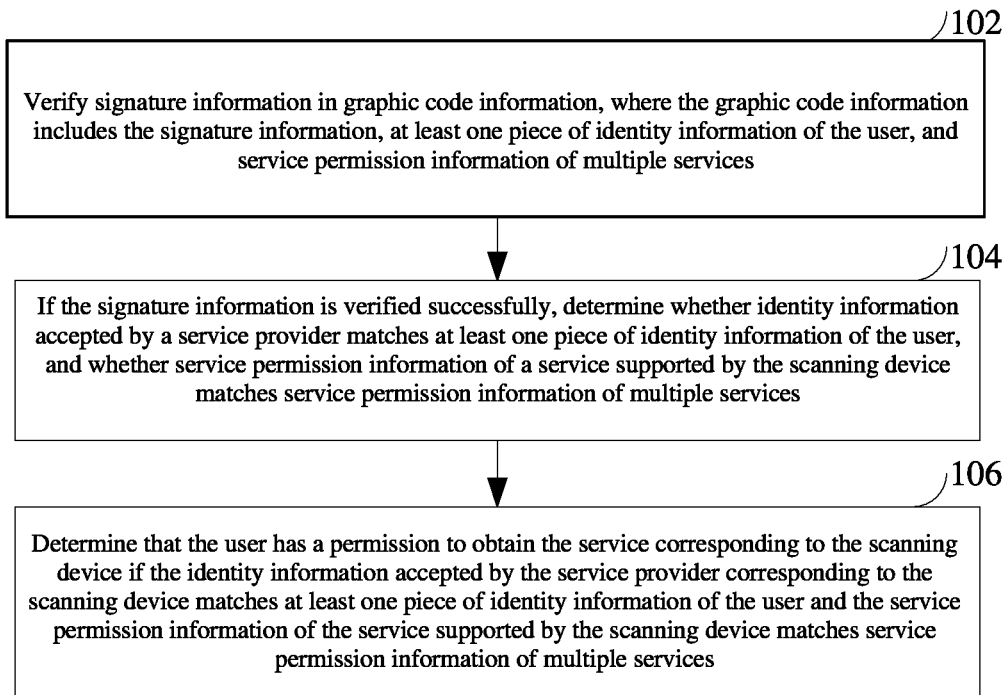 102
Verify signature information in graphic code information, where the graphic code information
includes the signature information, at least one piece of identity information of the user, and
service permission information of multiple services
104
If the signature information is verified successfully, determine whether identity information
accepted by a service provider matches at least one piece of identity information of the user,
and whether service permission information of a service supported by the scanning device
matches service permission information of multiple services
106
Determine that the user has a permission to obtain the service corresponding to the scanning
device if the identity information accepted by the service provider corresponding to the
scanning device matches at least one piece of identity information of the user and the service
permission information of the service supported by the scanning device matches service
permission information of multiple services